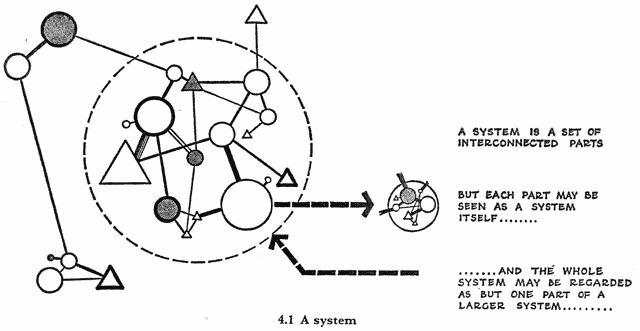 A SYSTEM IS A SET OF
INTERCONNECTED PARTS
BUT EACH PART MAY BE
SEEN AS A SYSTEM
ITSELF........
.......AND THE WHOLE
SYSTEM MAY BE REGARDED
AS BUT ONE PART OF A
LARGER SYSTEM.........
4.1 A system